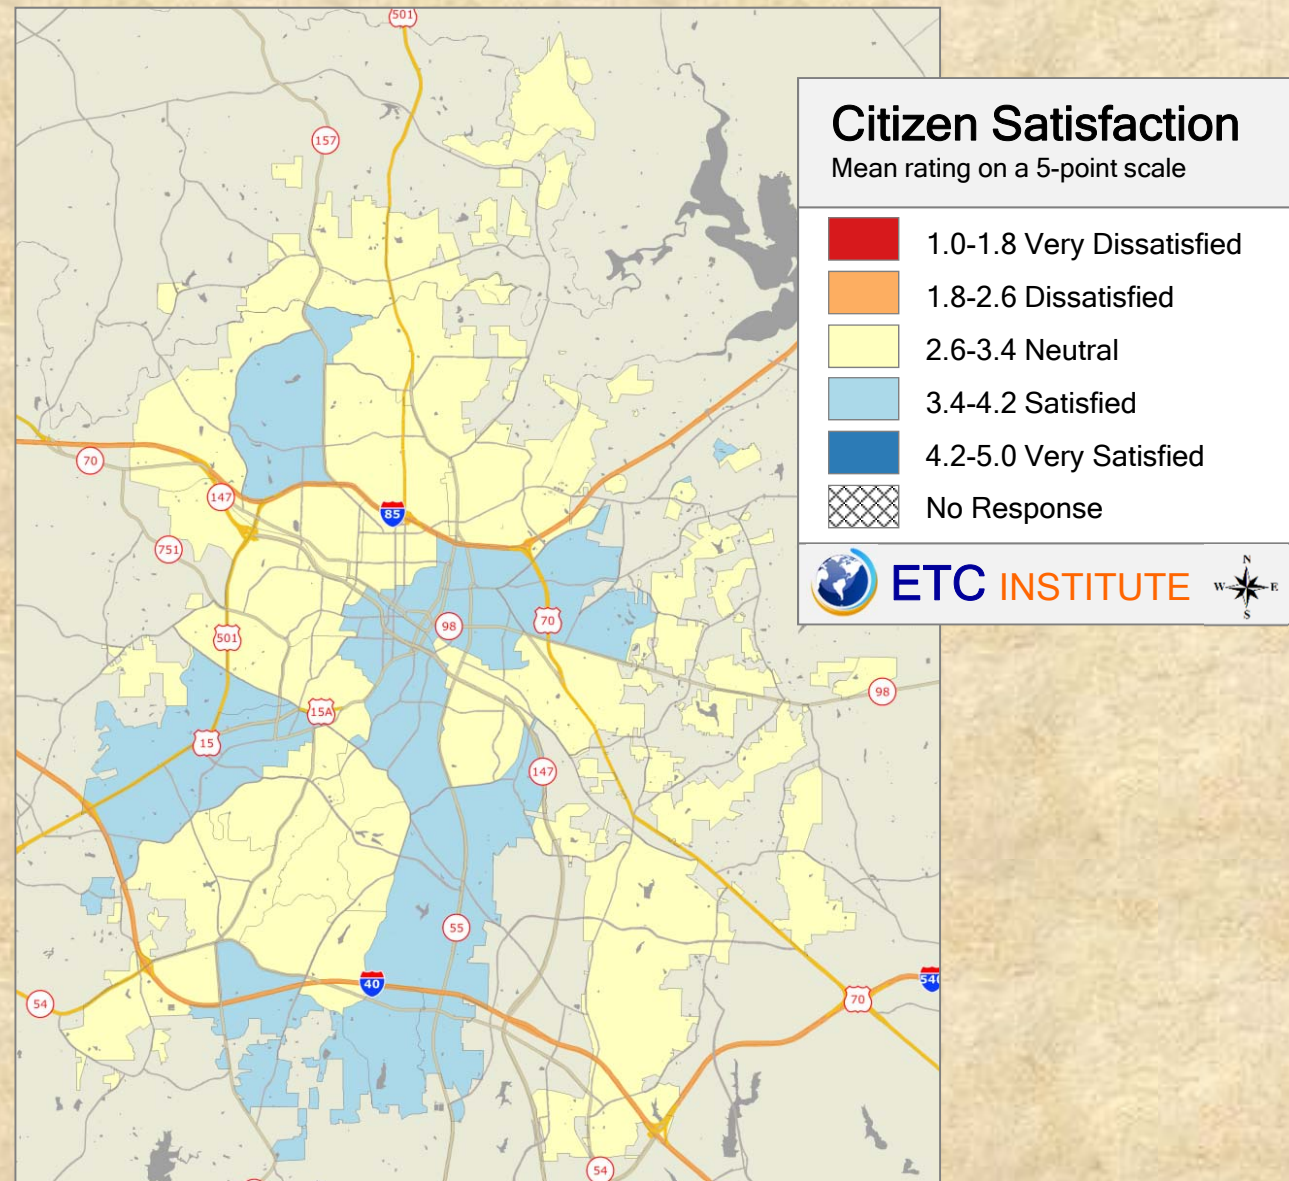 501
157
Citizen Satisfaction
Mean rating on a 5-point scale
1.0-1.8 Very Dissatisfied
1.8-2.6 Dissatisfied
2.6-3.4 Neutral
3.4-4.2 Satisfied
4.2-5.0 Very Satisfied
No Response
ETC INSTITUTE
N
W E
S
70
147
85
751
501
98
70
98
15A
15
147
55
40
54
70
540
54